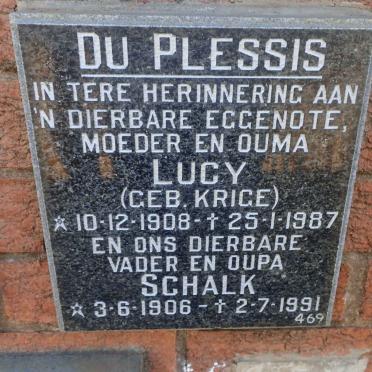 DU PLESSIS
IN TERE HERINNERING AAN
'N DIERBARE EGGENOTE,
MOEDER EN OUMA
LUCY
(GEB. KRIGE)
☆ 10-12-1908 - † 25-1-1987
EN ONS DIERBARE
VADER EN OUPA
SCHALK
☆ 3-6-1906 - † 2-7-1991
469